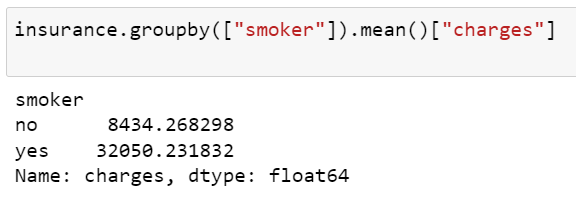 insurance.groupby(["smoker"]).mean()["charges"]
smoker
no      8434.268298
yes    32050.231832
Name: charges, dtype: float64